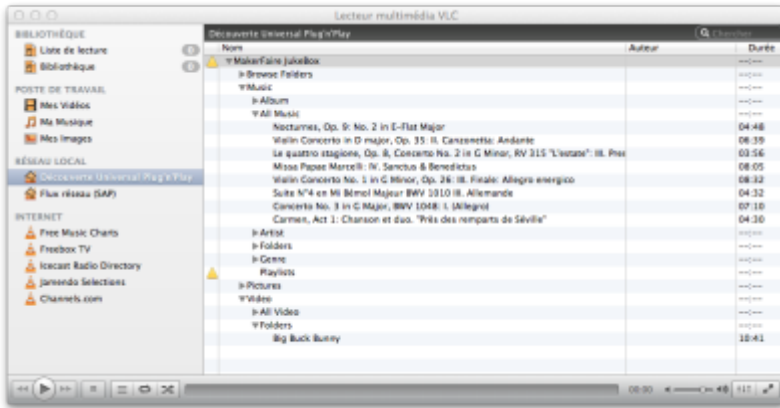 Lecteur multimédia VLC
BIBLIOTHÈQUE
Liste de lecture 0
Bibliothèque 0
POSTE DE TRAVAIL
Mes Vidéos
Ma Musique
Mes Images
RÉSEAU LOCAL
Découverte Universal Plug'n'Play
Flux réseau (SAP)
INTERNET
Free Music Charts
Freebox TV
Icecast Radio Directory
Jamendo Selections
Channels.com
Découverte Universal Plug'n'Play Chercher
Nom Auteur Durée
MakerFaire JukeBox --:--
Browse Folders --:--
Music --:--
Album --:--
All Music --:--
Nocturnes, Op. 9: No. 2 in E-Flat Major 04:48
Violin Concerto in D major, Op. 35: II. Canzonetta: Andante 06:39
Le quattro stagione, Op. 8, Concerto No. 2 in G Minor, RV 315 "L'estate": III. Pres 03:56
Missa Papae Marcelli: IV. Sanctus & Benedictus 08:05
Violin Concerto No. 1 in G Minor, Op. 26: III. Finale: Allegro energico 08:32
Suite N°4 en Mi Bémol Majeur BWV 1010 III. Allemande 04:32
Concerto No. 3 in G Major, BWV 1048: I. (Allegro) 07:10
Carmen, Act 1: Chanson et duo. "Près des remparts de Séville" 04:30
Artist --:--
Folders --:--
Genre --:--
Playlists --:--
Pictures --:--
Video --:--
All Video --:--
Folders --:--
Big Buck Bunny 10:41
00:00